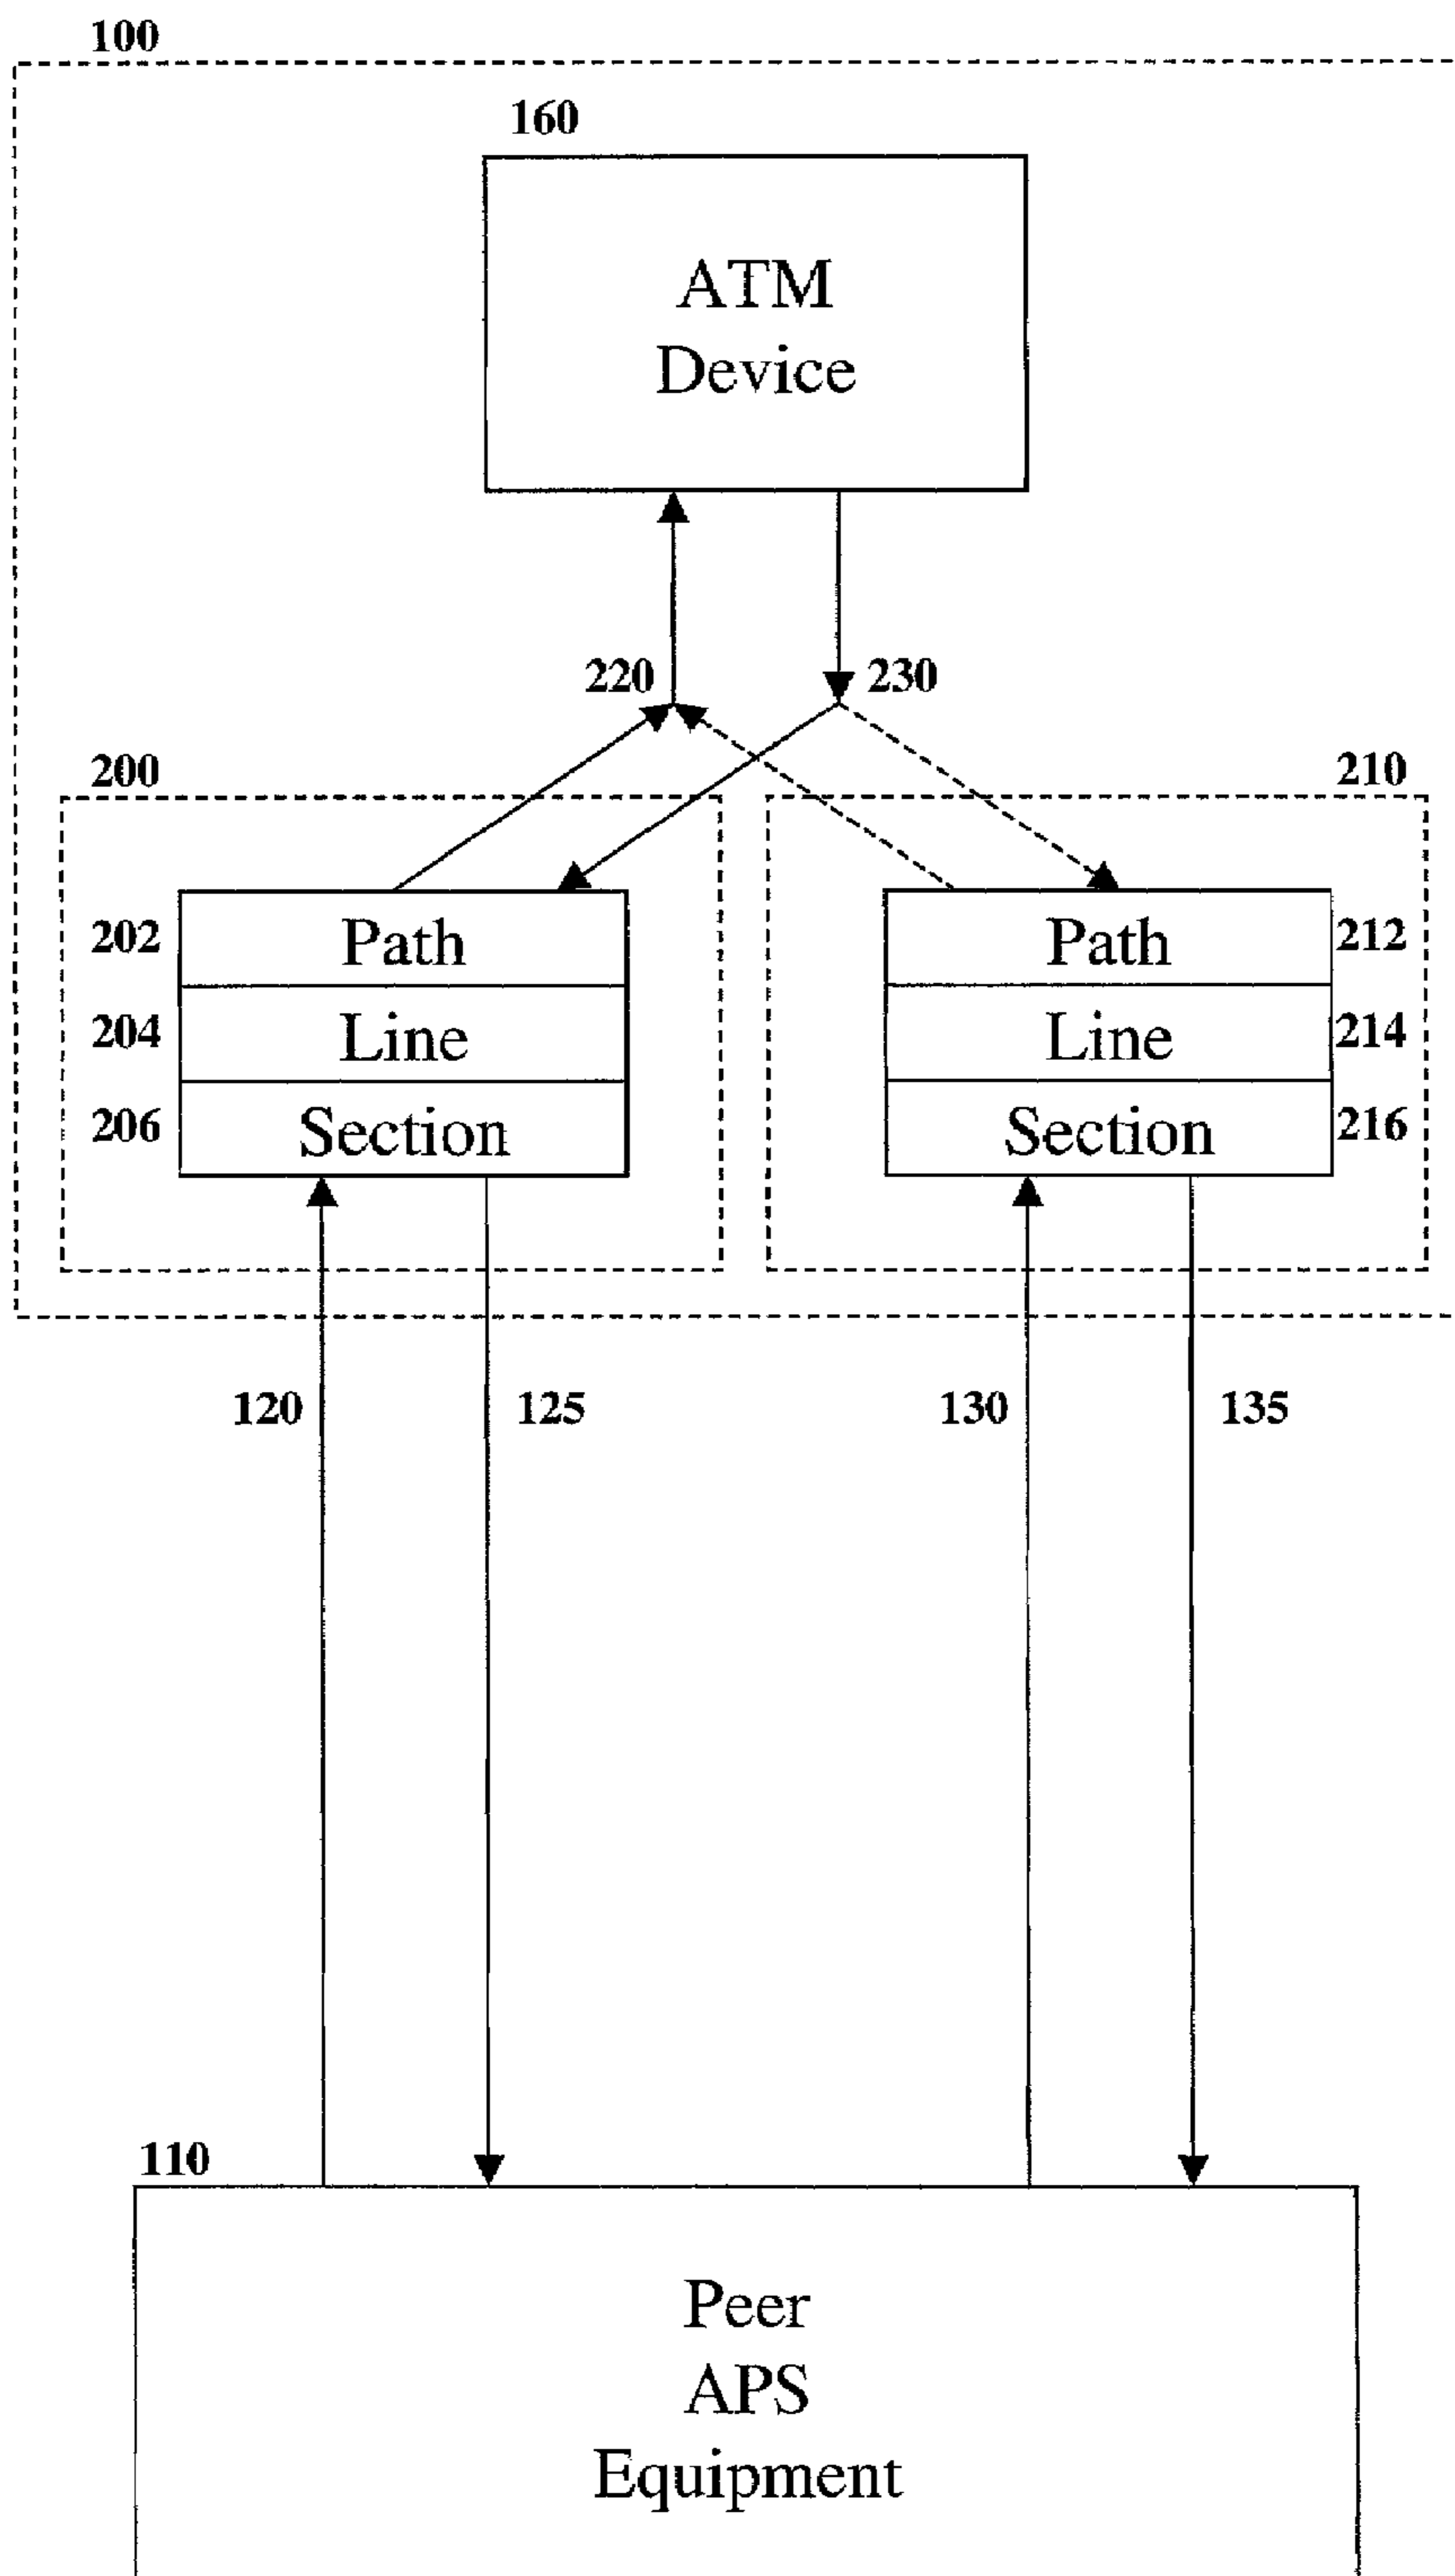 100
160
ATM
Device
220
230
200
210
202
Path
Path
212
204
Line
Line
214
206
Section
Section
216
120
125
130
135
110
Peer
APS
Equipment